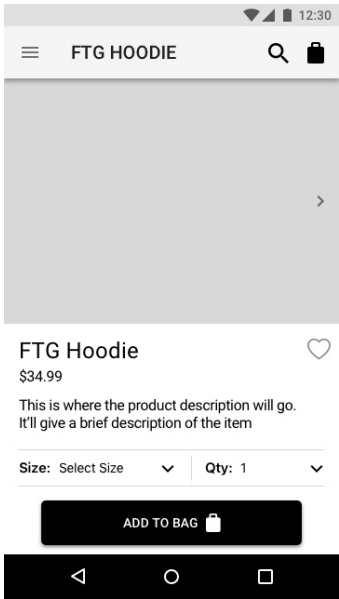 12:30
FTG HOODIE
FTG Hoodie
$34.99
This is where the product description will go.
It'll give a brief description of the item
Size: Select Size Qty: 1
ADD TO BAG